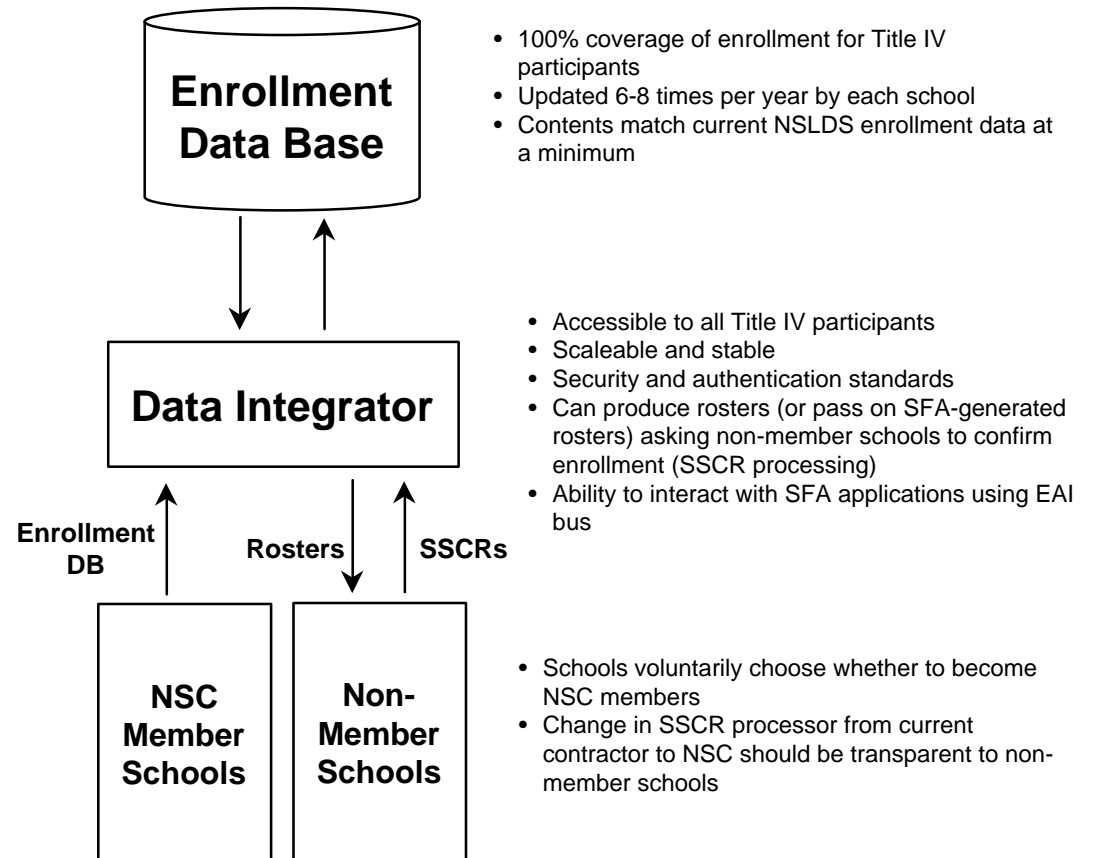 Enrollment
Data Base
• 100% coverage of enrollment for Title IV
participants
• Updated 6-8 times per year by each school
• Contents match current NSLDS enrollment data at
a minimum
Data Integrator
• Accessible to all Title IV participants
• Scaleable and stable
• Security and authentication standards
• Can produce rosters (or pass on SFA-generated
rosters) asking non-member schools to confirm
enrollment (SSCR processing)
• Ability to interact with SFA applications using EAI
bus
Enrollment
DB
Rosters
SSCRs
NSC
Member
Schools
Non-
Member
Schools
• Schools voluntarily choose whether to become
NSC members
• Change in SSCR processor from current
contractor to NSC should be transparent to non-
member schools